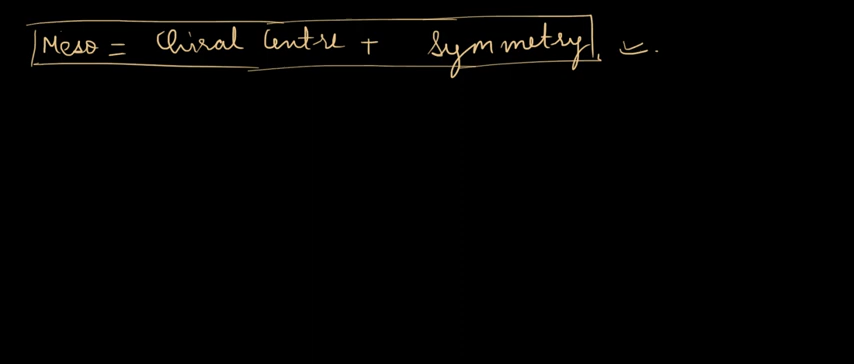 Meso = Chiral Centre + Symmetry.